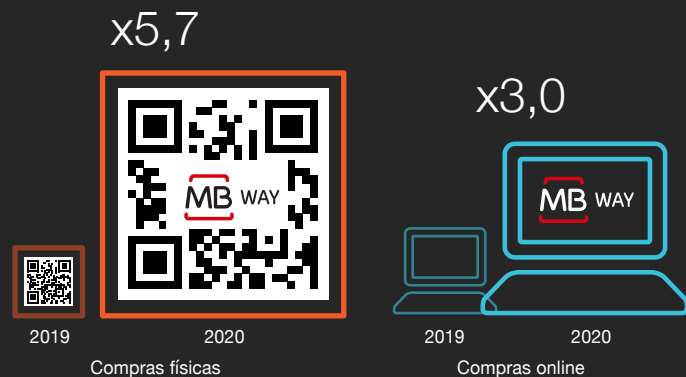 x5,7
MB WAY
2019
2020
Compras físicas
x3,0
MB WAY
2019
2020
Compras online